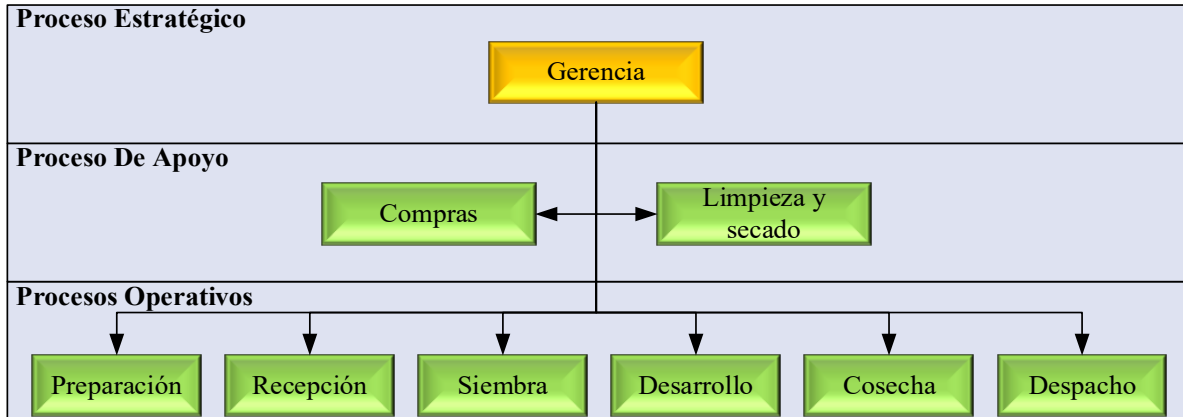 Proceso Estratégico
Gerencia
Proceso De Apoyo
Compras
Limpieza y
secado
Procesos Operativos
Preparación
Recepción
Siembra
Desarrollo
Cosecha
Despacho